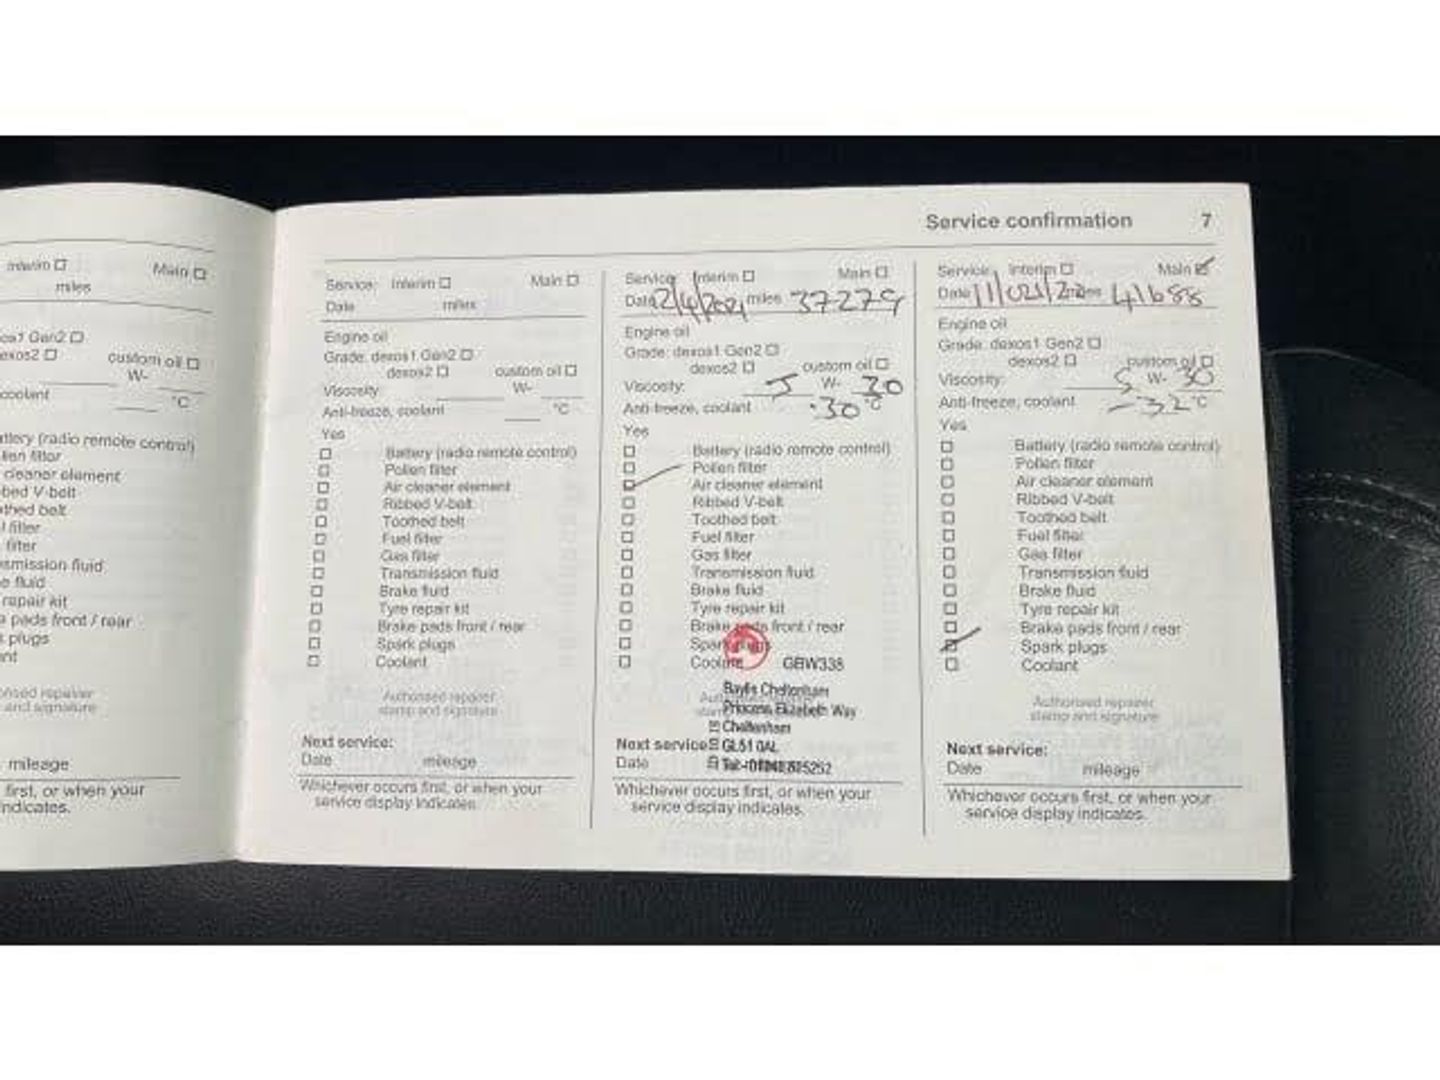 Service confirmation 7
Interim Main
miles
Gen2
custom oil
W-
coolant °C
(radio remote control)
cleaner element
V-belt
belt
filter
filter
fluid
fluid
repair kit
pads front / rear
plugs
and signature
mileage
first, or when your
indicates.
Service: Interim Main
Date miles
Engine oil
Grade: dexos1 Gen2
dexos2 custom oil
Viscosity: W-
Anti-freeze, coolant °C
Yes
Battery (radio remote control)
Pollen filter
Air cleaner element
Ribbed V-belt
Toothed belt
Fuel filter
Gas filter
Transmission fluid
Brake fluid
Tyre repair kit
Brake pads front / rear
Spark plugs
Coolant
Authorised repairer
stamp and signature
Next service:
Date mileage
Whichever occurs first, or when your
service display indicates.
Service: Interim Main
Date 2/4/2021 miles 37279
Engine oil
Grade: dexos1 Gen2
dexos2 custom oil
Viscosity: 5 W- 30
Anti-freeze, coolant -30 °C
Yes
Battery (radio remote control)
Pollen filter
Air cleaner element
Ribbed V-belt
Toothed belt
Fuel filter
Gas filter
Transmission fluid
Brake fluid
Tyre repair kit
Brake pads front / rear
Spark plugs
Coolant GBW338
Baylis Cheltenham
Princess Elizabeth Way
Cheltenham
Next service: GL51 0AL
Date
Whichever occurs first, or when your
service display indicates.
Service: Interim Main
Date miles 41688
Engine oil
Grade: dexos1 Gen2
dexos2 custom oil
Viscosity: 5 W- 30
Anti-freeze, coolant -32 °C
Yes
Battery (radio remote control)
Pollen filter
Air cleaner element
Ribbed V-belt
Toothed belt
Fuel filter
Gas filter
Transmission fluid
Brake fluid
Tyre repair kit
Brake pads front / rear
Spark plugs
Coolant
Authorised repairer
stamp and signature
Next service:
Date mileage
Whichever occurs first, or when your
service display indicates.